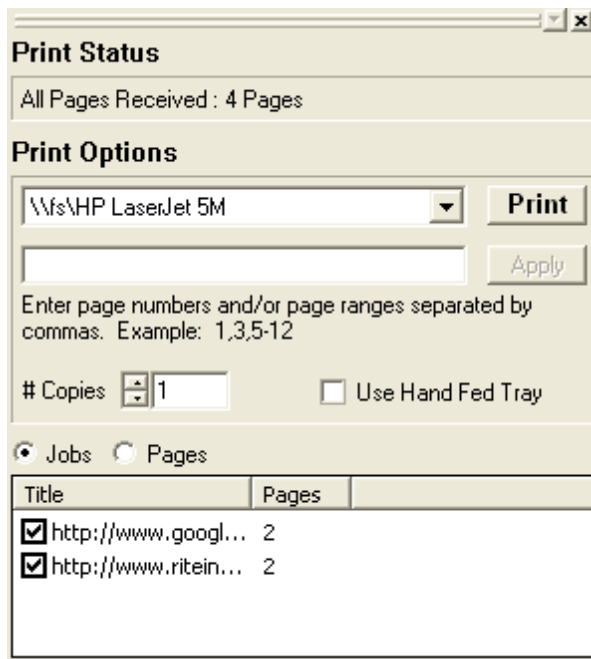 Print Status
All Pages Received : 4 Pages
Print Options
\\fs\HP LaserJet 5M
Print
Apply
Enter page numbers and/or page ranges separated by
commas. Example: 1,3,5-12
# Copies 1 Use Hand Fed Tray
Jobs Pages
Title Pages
http://www.googl... 2
http://www.ritein... 2